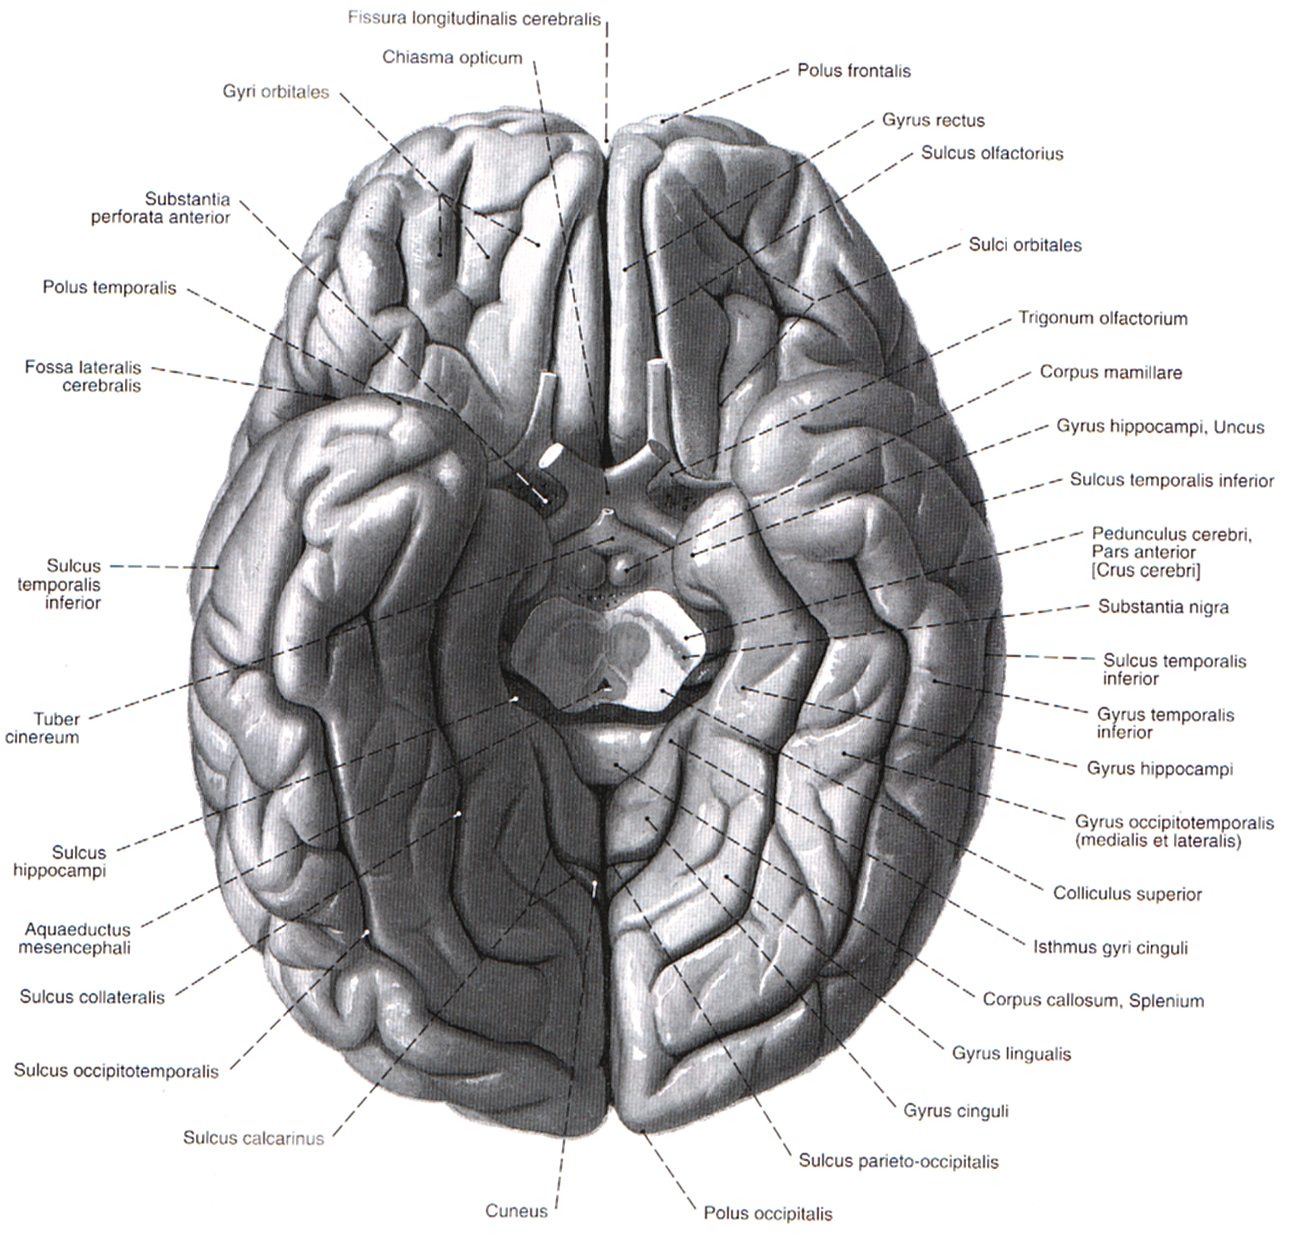 Fissura longitudinalis cerebralis
Chiasma opticum
Gyri orbitales
Substantia
perforata anterior
Polus temporalis
Fossa lateralis
cerebralis
Sulcus
temporalis
inferior
Tuber
cinereum
Sulcus
hippocampi
Aquaeductus
mesencephali
Sulcus collateralis
Sulcus occipitotemporalis
Sulcus calcarinus
Cuneus
Polus frontalis
Gyrus rectus
Sulcus olfactorius
Sulci orbitales
Trigonum olfactorium
Corpus mamillare
Gyrus hippocampi, Uncus
Sulcus temporalis inferior
Pedunculus cerebri,
Pars anterior
[Crus cerebri]
Substantia nigra
Sulcus temporalis
inferior
Gyrus temporalis
inferior
Gyrus hippocampi
Gyrus occipitotemporalis
(medialis et lateralis)
Colliculus superior
Isthmus gyri cinguli
Corpus callosum, Splenium
Gyrus lingualis
Gyrus cinguli
Sulcus parieto-occipitalis
Polus occipitalis